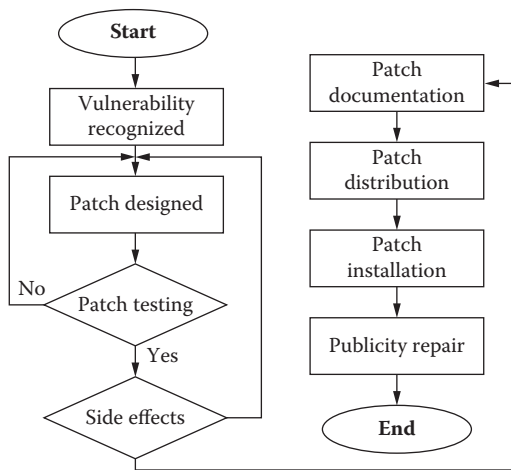 Start
Vulnerability
recognized
Patch designed
No
Patch testing
Yes
Side effects
Patch
documentation
Patch
distribution
Patch
installation
Publicity repair
End